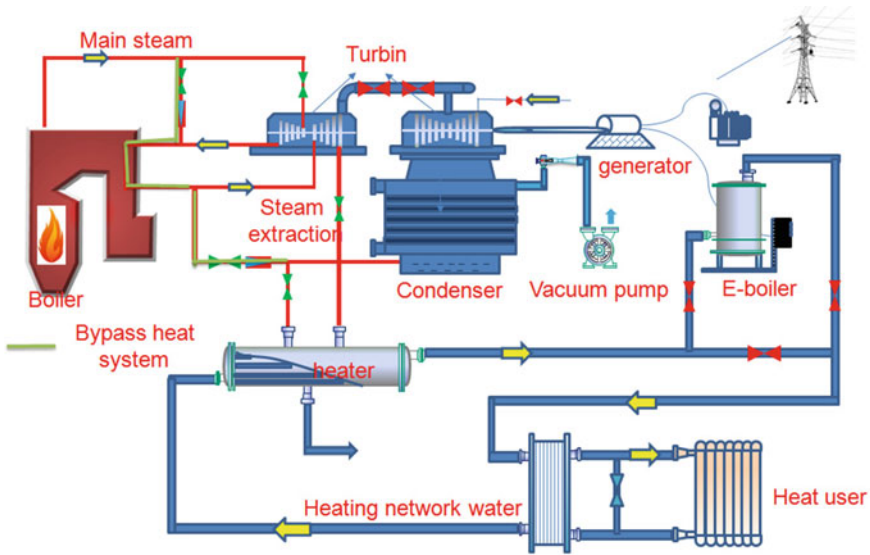 Main steam
Turbin
generator
Steam
extraction
Boiler
Condenser
Vacuum pump
E-boiler
Bypass heat
system
heater
Heating network water
Heat user